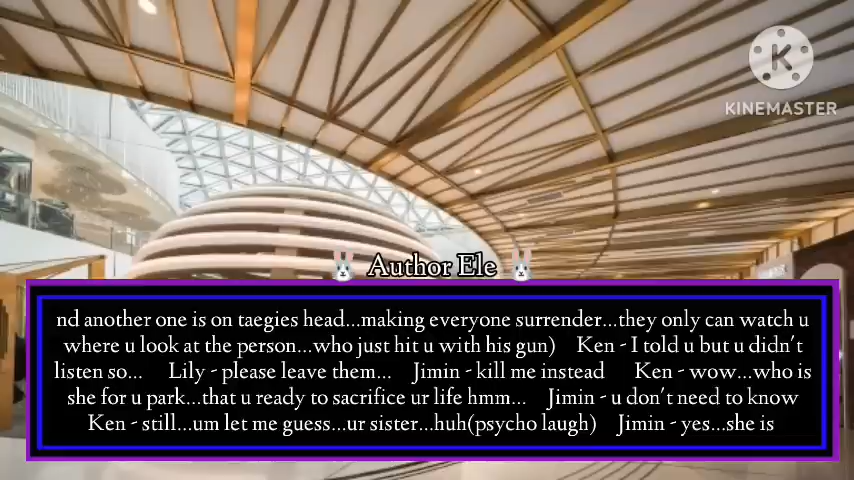 KINEMASTER
Author Ele
nd another one is on taegies head...making everyone surrender...they only can watch u
where u look at the person...who just hit u with his gun) Ken - I told u but u didn't
listen so... Lily - please leave them... Jimin - kill me instead Ken - wow...who is
she for u park...that u ready to sacrifice ur life hmm... Jimin - u don't need to know
Ken - still...um let me guess...ur sister...huh(psycho laugh) Jimin - yes...she is